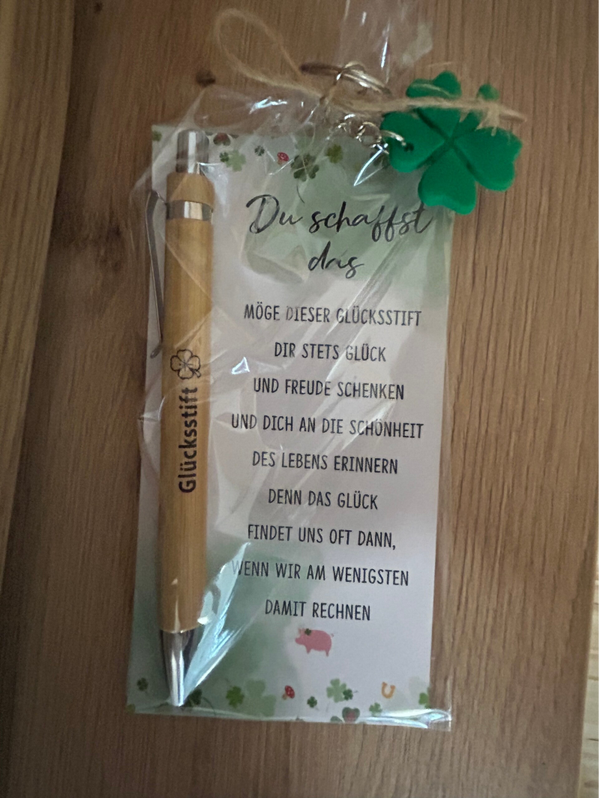 Du schaffst
das
MÖGE DIESER GLÜCKSSTIFT
DIR STETS GLÜCK
UND FREUDE SCHENKEN
UND DICH AN DIE SCHÖNHEIT
DES LEBENS ERINNERN
DENN DAS GLÜCK
FINDET UNS OFT DANN,
WENN WIR AM WENIGSTEN
DAMIT RECHNEN
Glücksstift